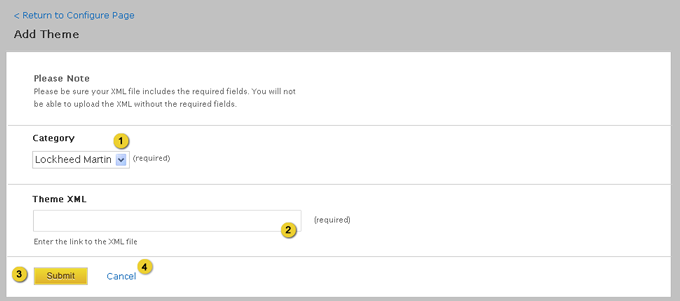 < Return to Configure Page
Add Theme
Please Note
Please be sure your XML file includes the required fields. You will not
be able to upload the XML without the required fields.
Category
1
Lockheed Martin (required)
Theme XML
(required)
2
Enter the link to the XML file
3 Submit Cancel 4